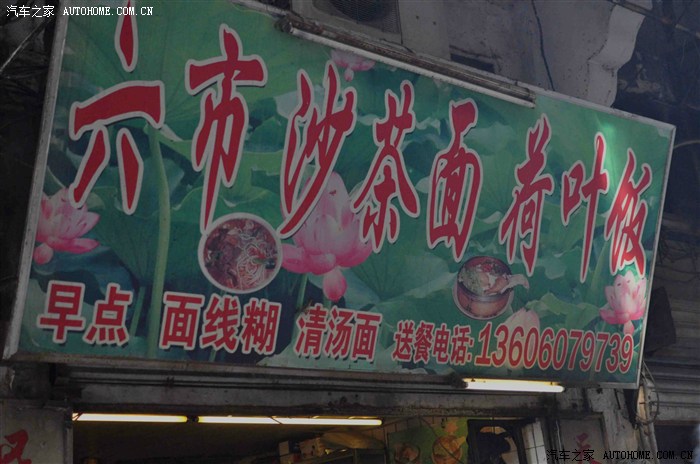 汽车之家 AUTOHOME.COM.CN
六市沙茶面荷叶饭
早点 面线糊 清汤面 送餐电话:13606079739
汽车之家 AUTOHOME.COM.CN